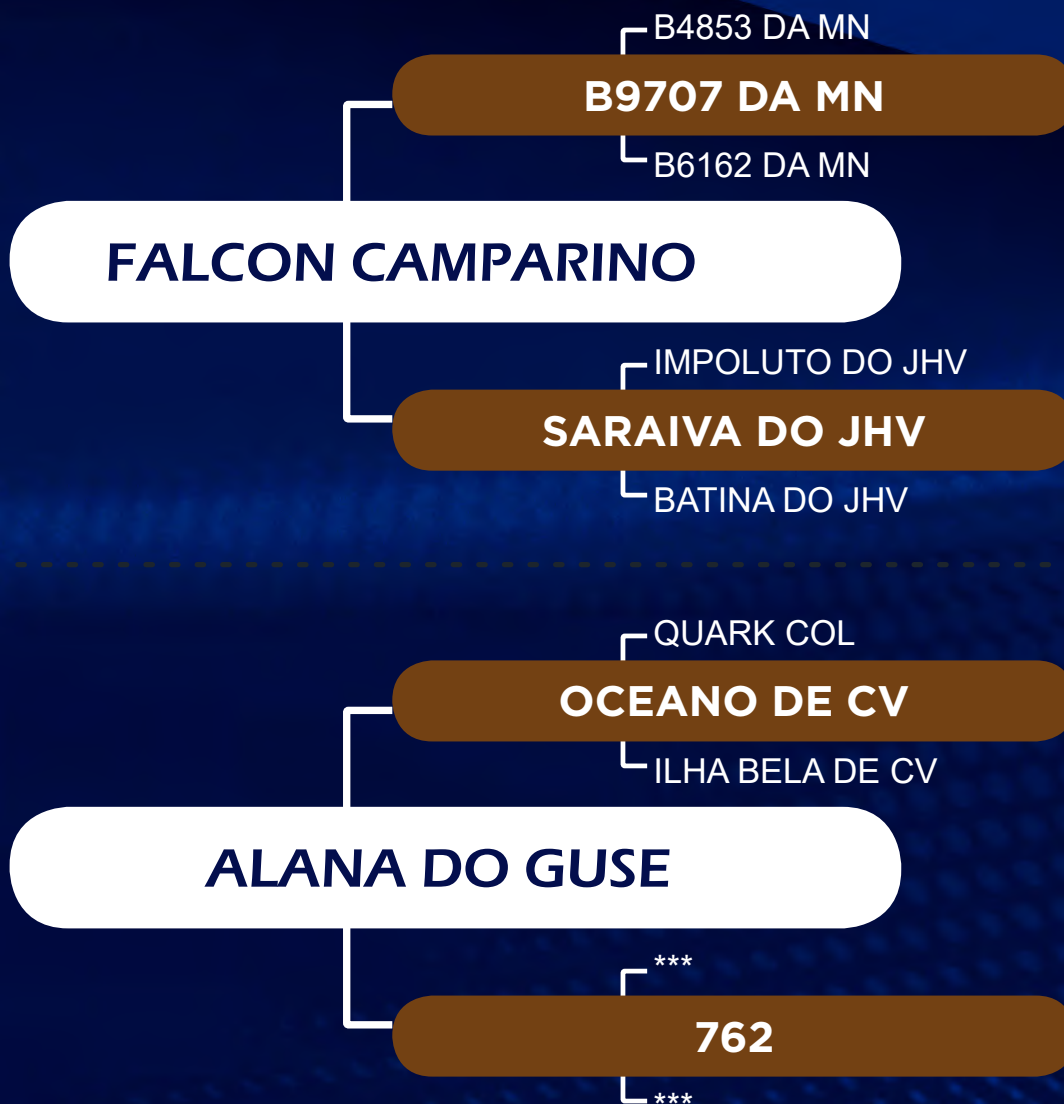 B4853 DA MN
B9707 DA MN
B6162 DA MN
FALCON CAMPARINO
IMPOLUTO DO JHV
SARAIVA DO JHV
BATINA DO JHV
QUARK COL
OCEANO DE CV
ILHA BELA DE CV
ALANA DO GUSE
***
762
***